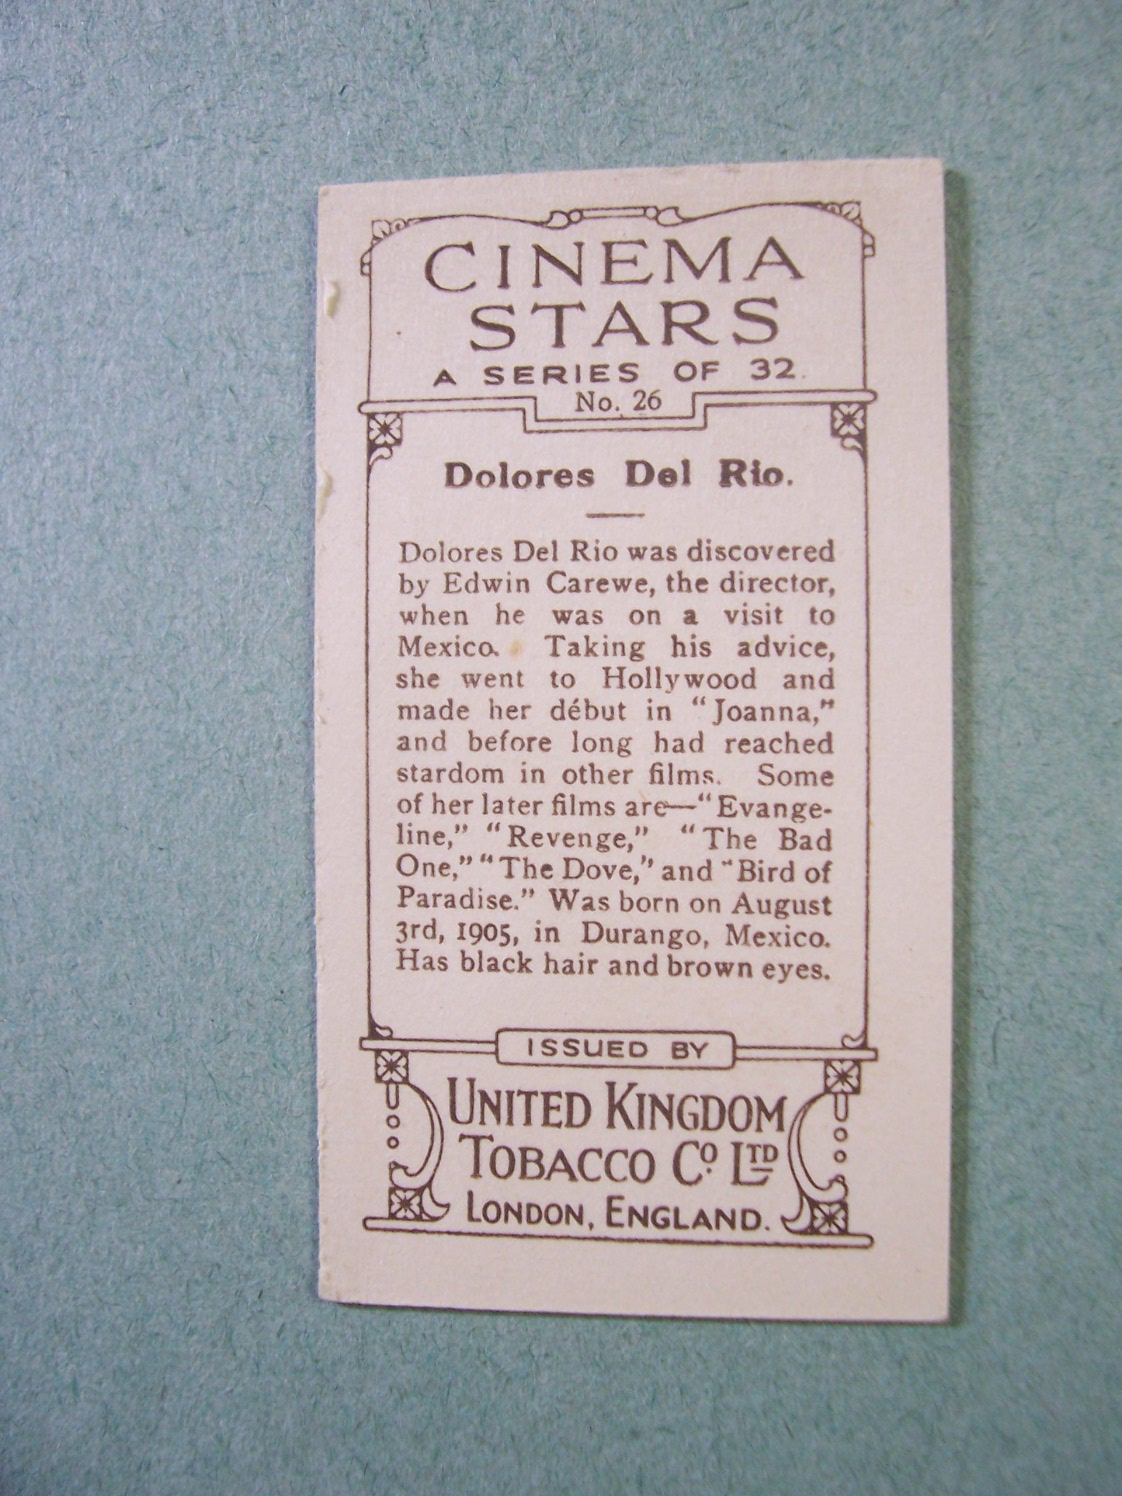 CINEMA
STARS
A SERIES OF 32.
No. 26
Dolores Del Rio.
Dolores Del Rio was discovered
by Edwin Carewe, the director,
when he was on a visit to
Mexico. Taking his advice,
she went to Hollywood and
made her début in "Joanna,"
and before long had reached
stardom in other films. Some
of her later films are—"Evange-
line," "Revenge," "The Bad
One," "The Dove," and "Bird of
Paradise." Was born on August
3rd, 1905, in Durango, Mexico.
Has black hair and brown eyes.
ISSUED BY
UNITED KINGDOM
TOBACCO Co. LTD
LONDON, ENGLAND.